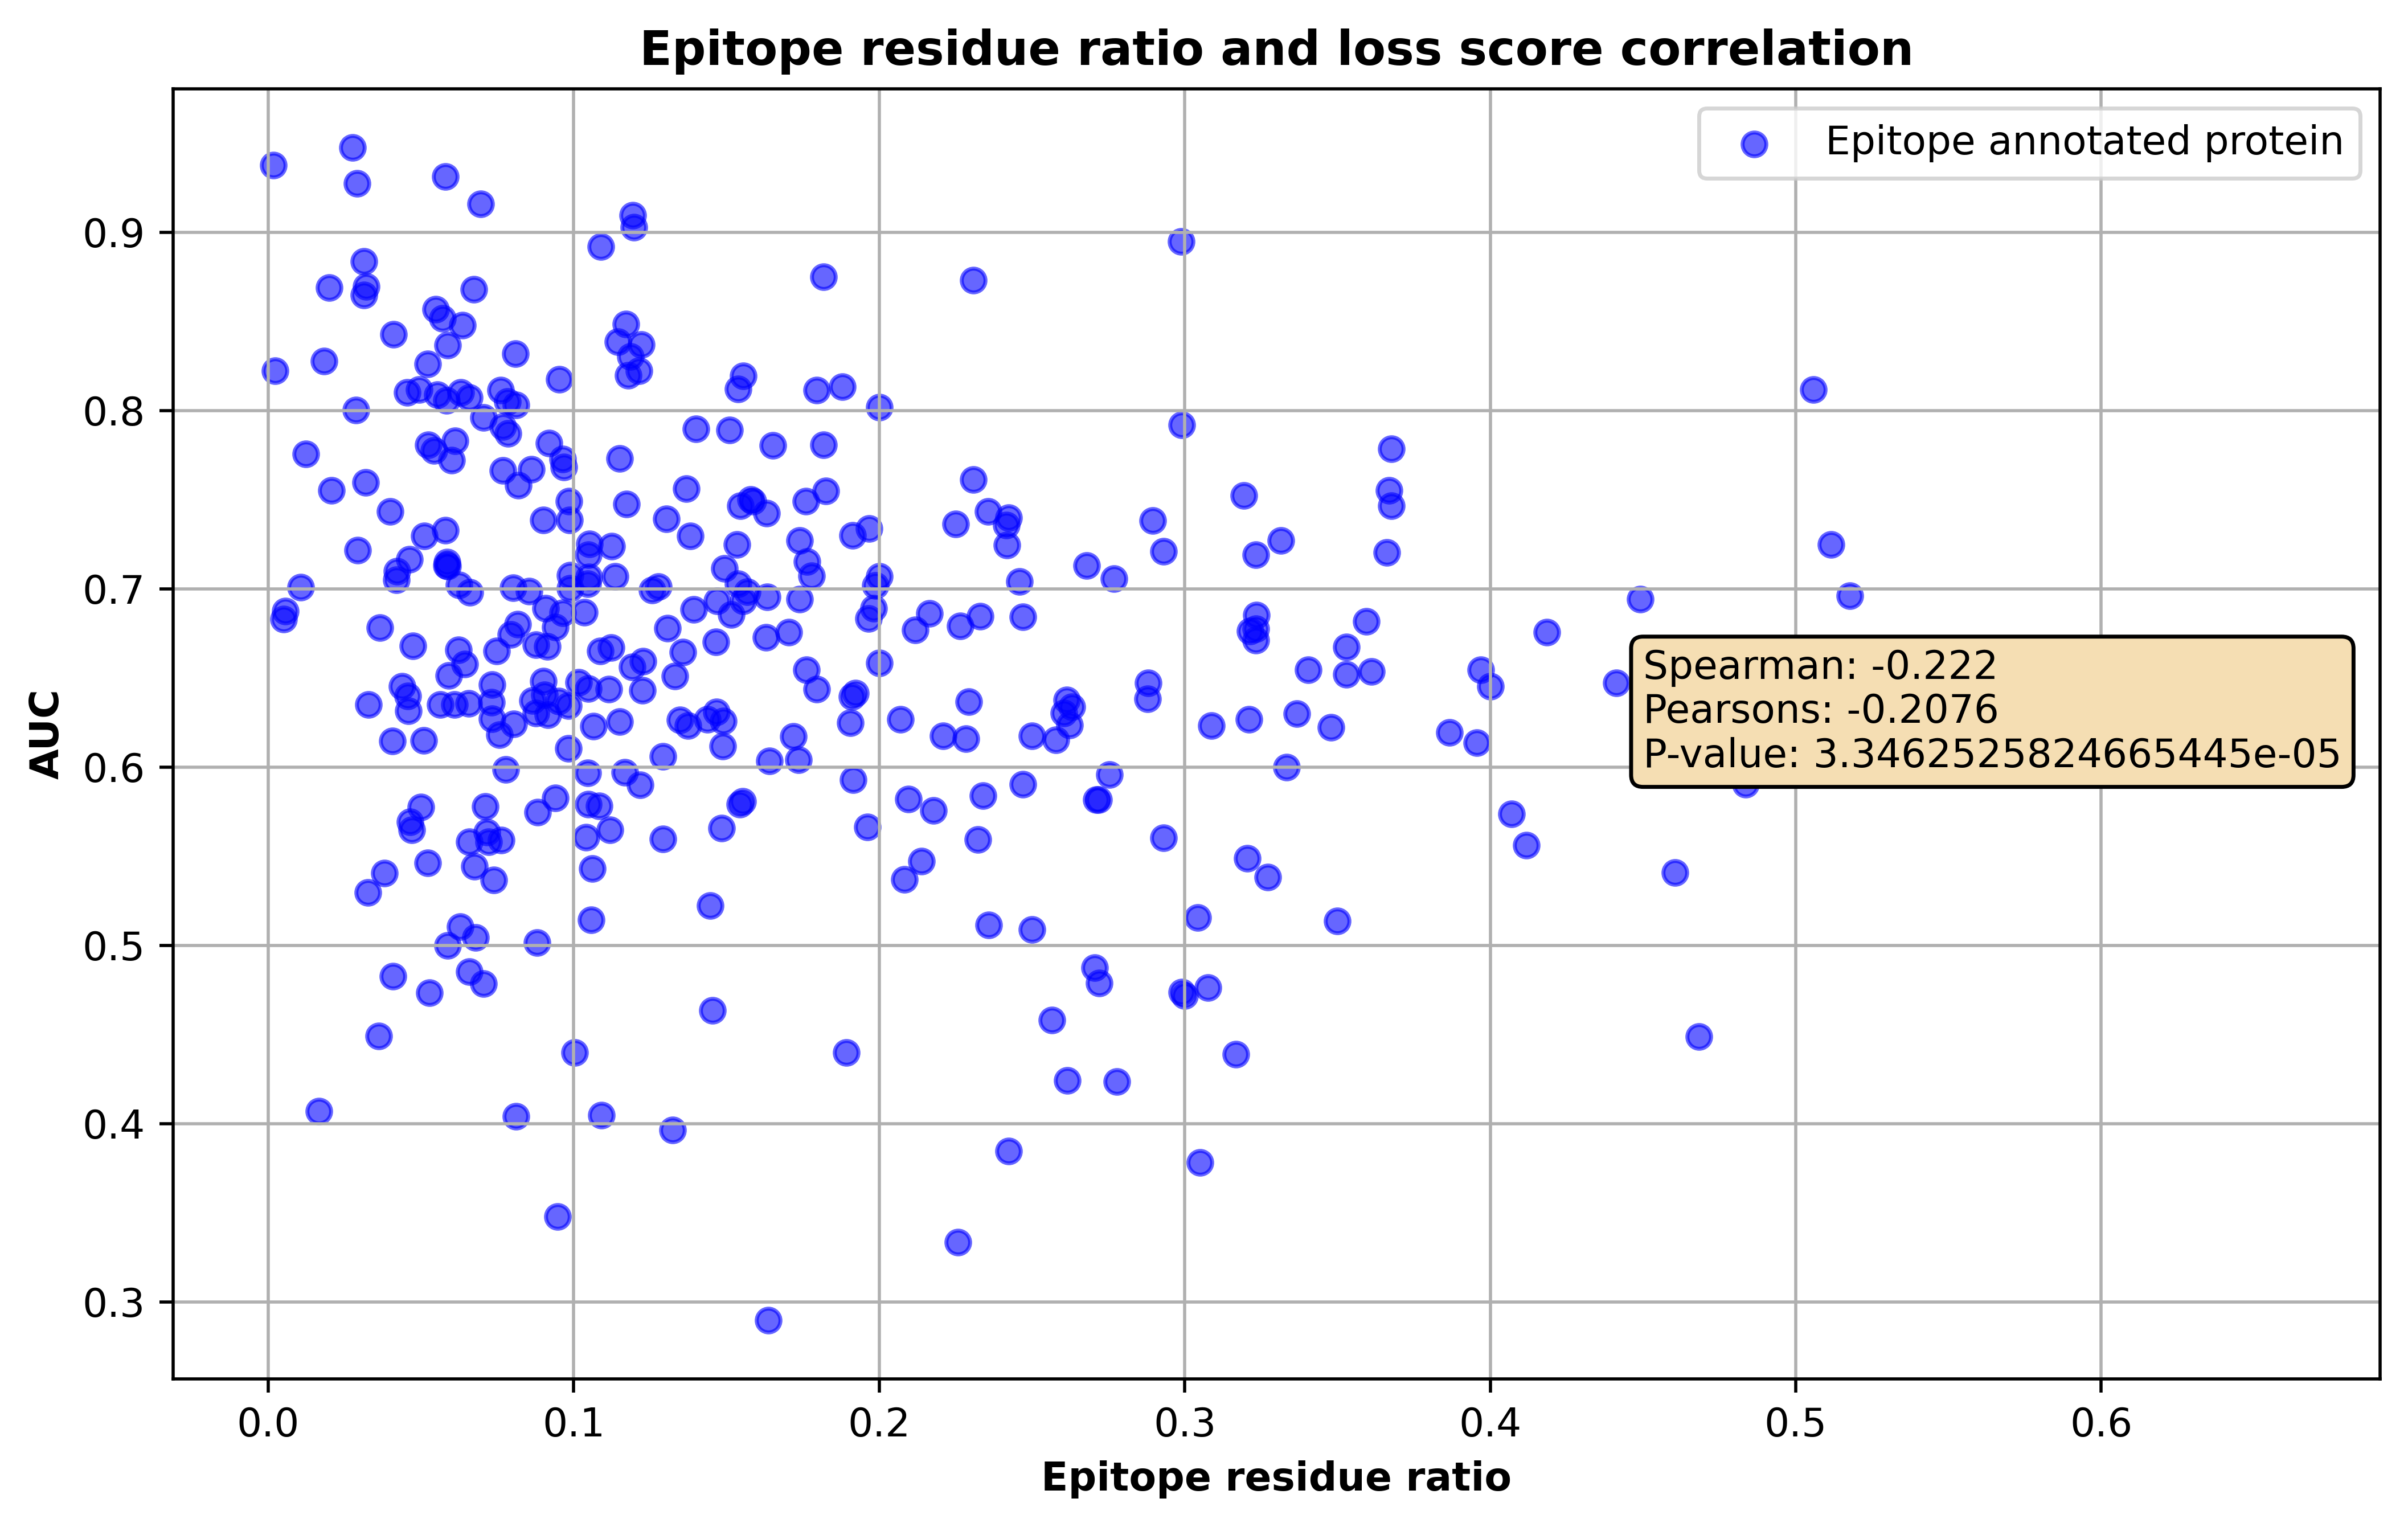 Epitope residue ratio and loss score correlation
Epitope annotated protein
AUC
0.9
0.8
0.7
0.6
0.5
0.4
0.3
Spearman: -0.222
Pearsons: -0.2076
P-value: 3.3462525824665445e-05
0.0 0.1 0.2 0.3 0.4 0.5 0.6
Epitope residue ratio